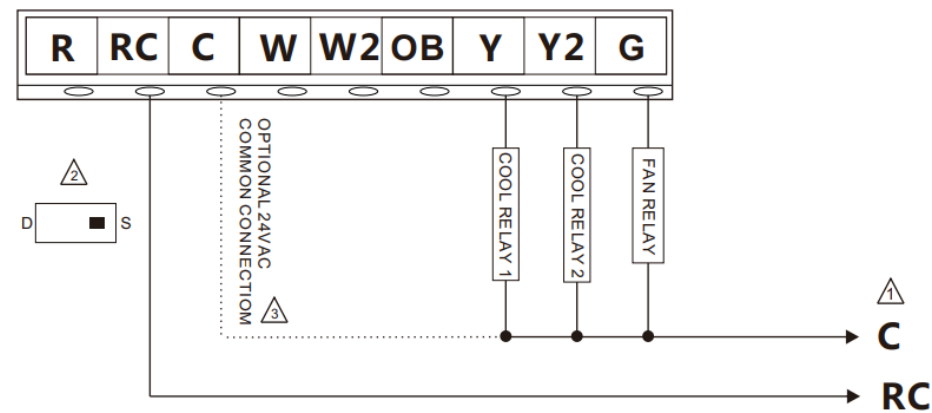 R RC C W W2 OB Y Y2 G
OPTIONAL 24VAC
COMMON CONNECTIOM
COOL RELAY 1
COOL RELAY 2
FAN RELAY
2
D S
3
1
C
RC